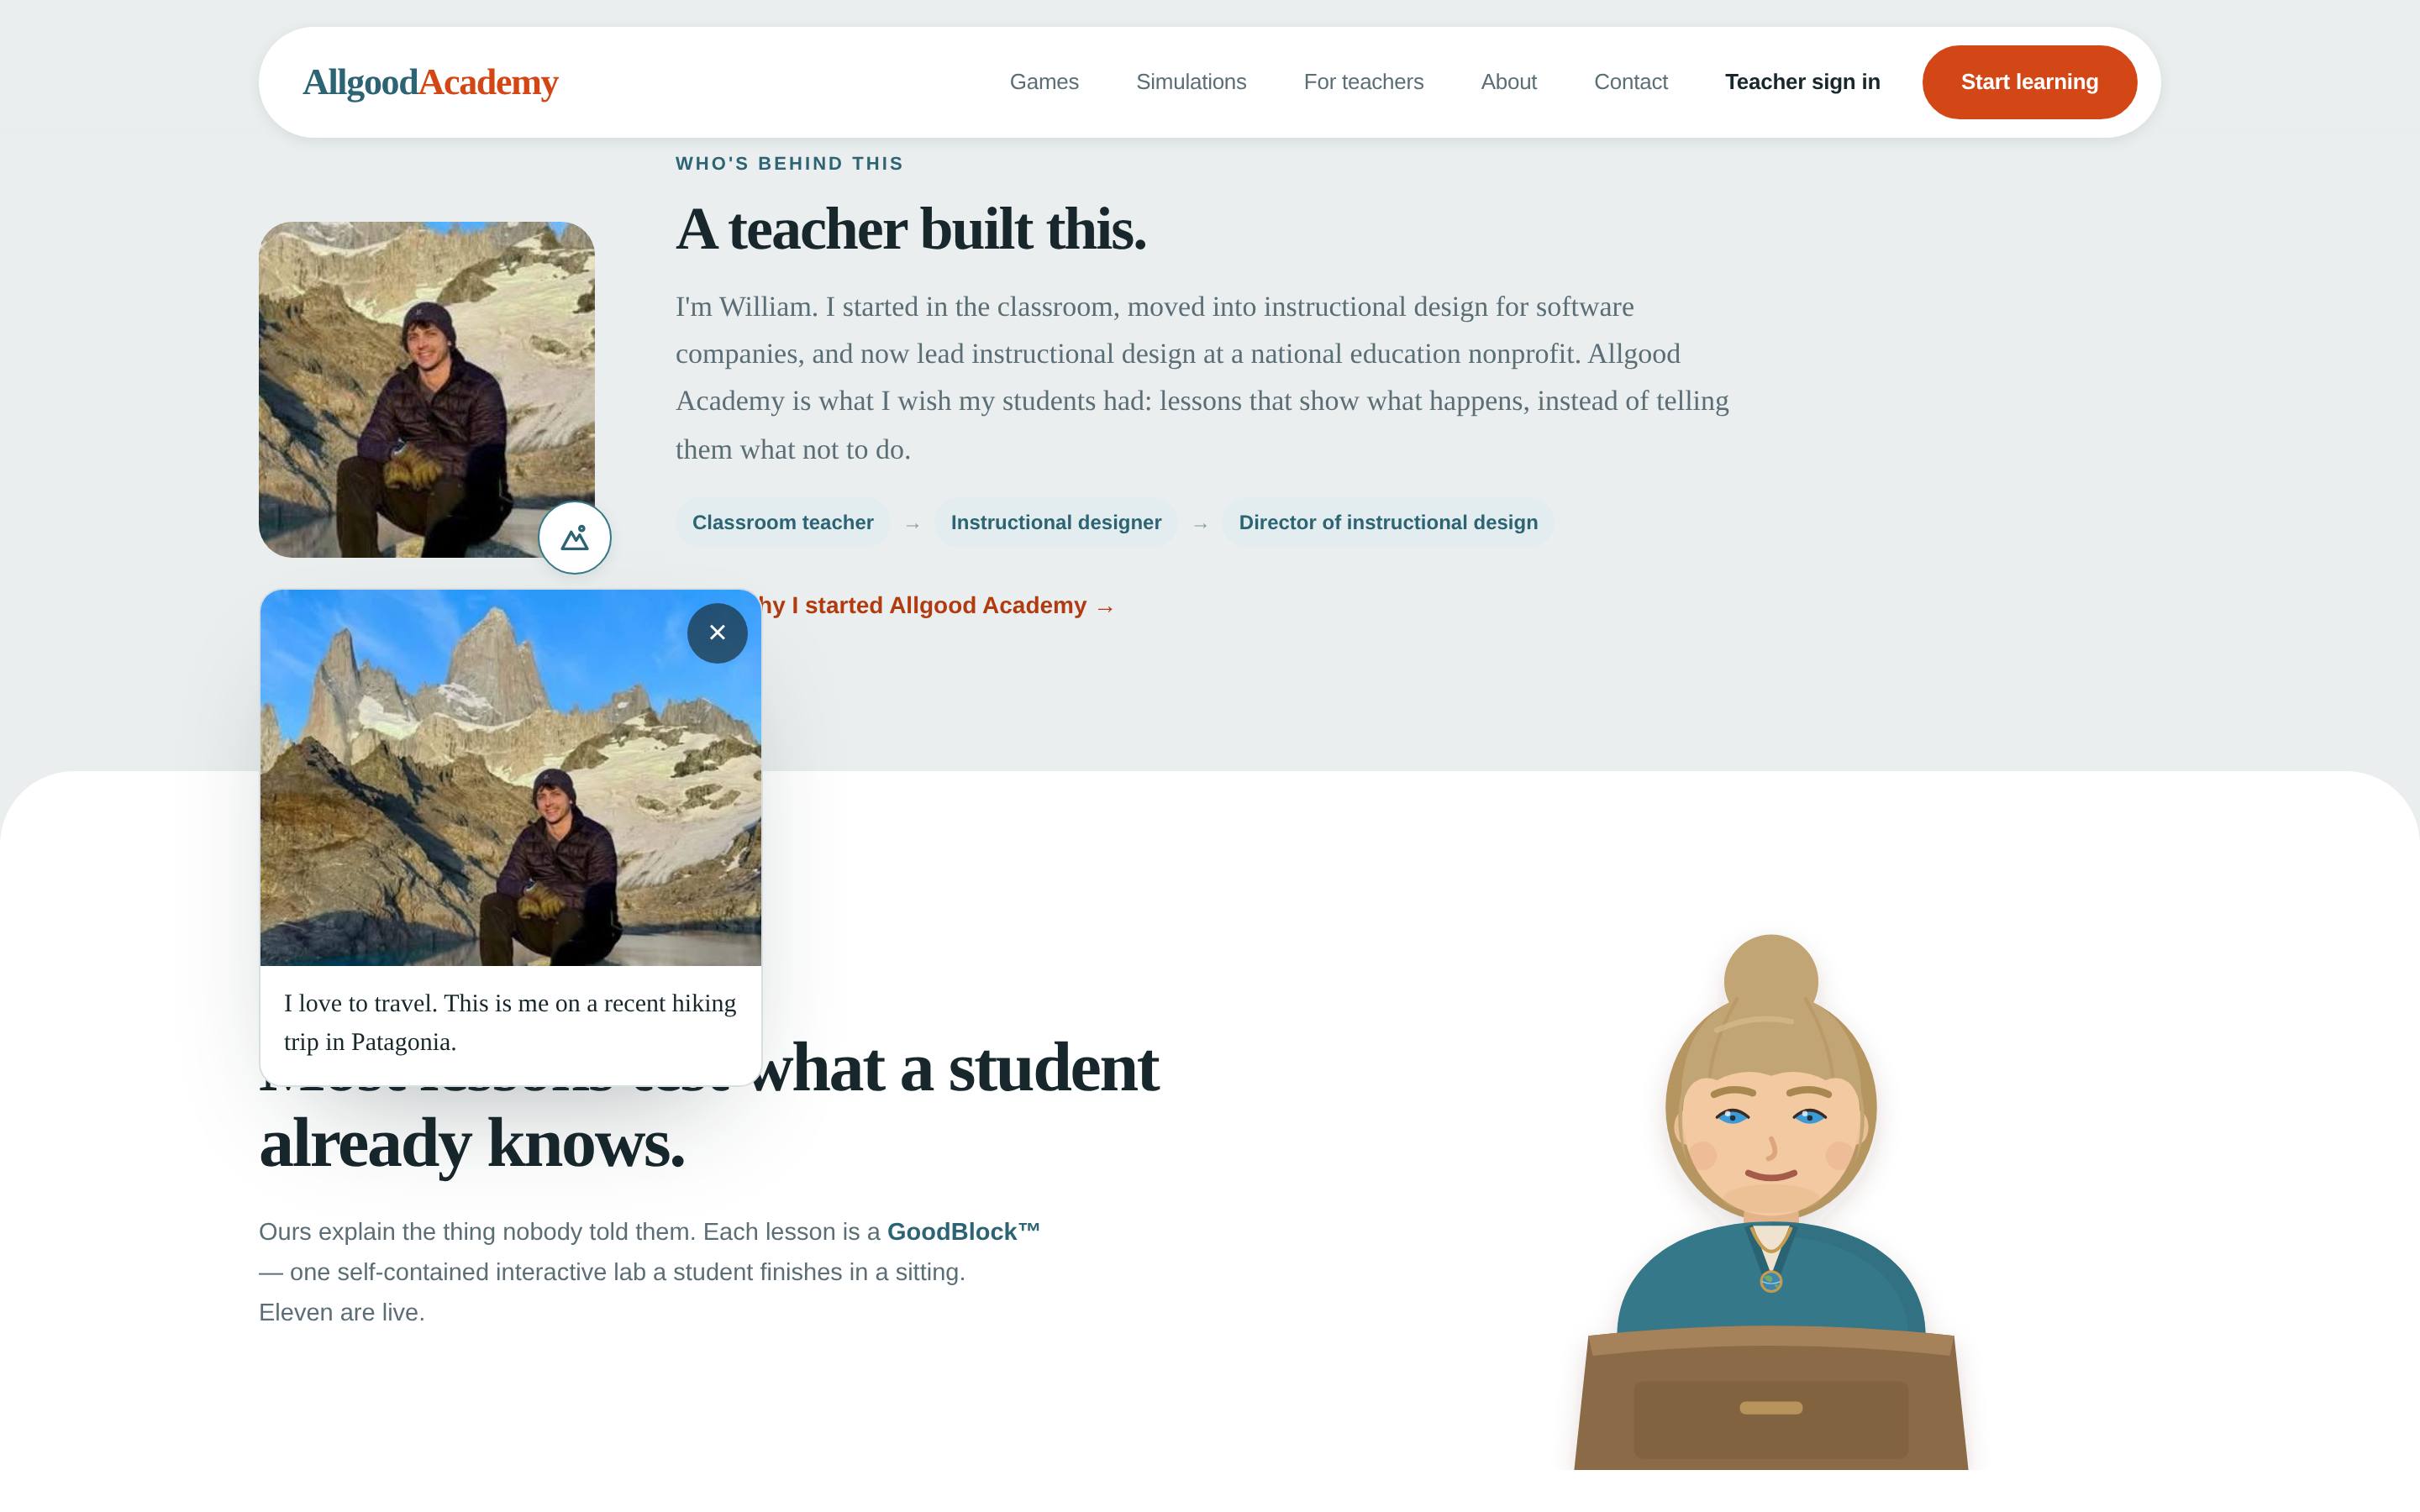 AllgoodAcademy
Games
Simulations
For teachers
About
Contact
Teacher sign in
Start learning
WHO'S BEHIND THIS
A teacher built this.
I'm William. I started in the classroom, moved into instructional design for software
companies, and now lead instructional design at a national education nonprofit. Allgood
Academy is what I wish my students had: lessons that show what happens, instead of telling
them what not to do.
Classroom teacher → Instructional designer → Director of instructional design
I started Allgood Academy →
I love to travel. This is me on a recent hiking
trip in Patagonia.
what a student
already knows.
Ours explain the thing nobody told them. Each lesson is a GoodBlock™
— one self-contained interactive lab a student finishes in a sitting.
Eleven are live.